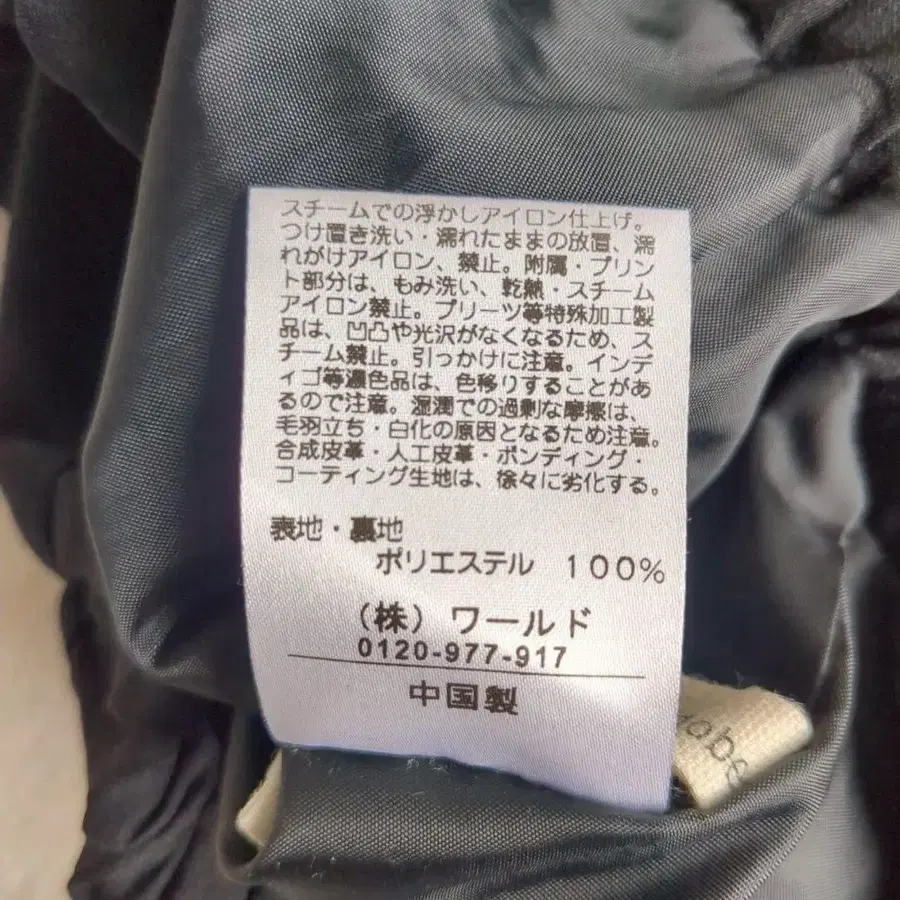 スチームでの浮かしアイロン仕上げ。
つけ置き洗い・濡れたままの放置、濡
れがけアイロン、禁止。附属・プリン
ト部分は、もみ洗い、乾熱・スチーム
アイロン禁止。プリーツ等特殊加工製
品は、凹凸や光沢がなくなるため、ス
チーム禁止。引っかけに注意。インデ
ィゴ等濃色品は、色移りすることがあ
るので注意。湿潤での過剰な摩擦は、
毛羽立ち・白化の原因となるため注意。
合成皮革・人工皮革・ボンディング・
コーティング生地は、徐々に劣化する。
表地・裏地
ポリエステル 100%
(株) ワールド
0120-977-917
中国製